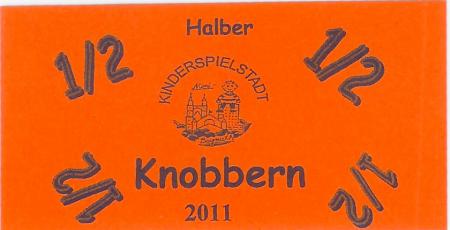 Halber
1/2
1/2
KINDERSPIELSTADT
Knobbern
1/2
1/2
2011